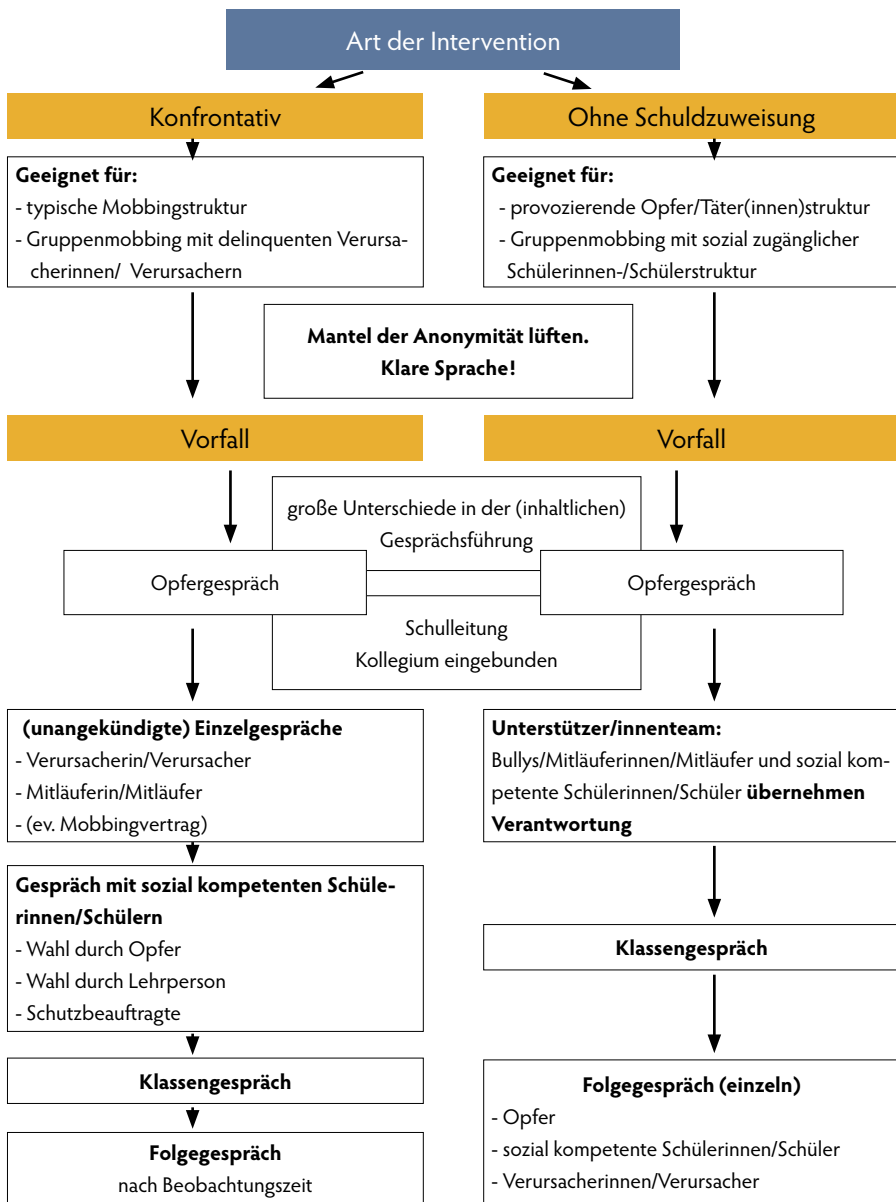 Art der Intervention
Konfrontativ
Geeignet für:
- typische Mobbingstruktur
- Gruppenmobbing mit delinquenten Verursa-
cherinnen/ Verursachern
Ohne Schuldzuweisung
Geeignet für:
- provozierende Opfer/Täter(innen)struktur
- Gruppenmobbing mit sozial zugänglicher
Schülerinnen-/Schülerstruktur
Mantel der Anonymität lüften.
Klare Sprache!
Vorfall
Vorfall
große Unterschiede in der (inhaltlichen)
Gesprächsführung
Opfergespräch
Opfergespräch
Schulleitung
Kollegium eingebunden
(unangekündigte) Einzelgespräche
- Verursacherin/Verursacher
- Mitläuferin/Mitläufer
- (ev. Mobbingvertrag)
Gespräch mit sozial kompetenten Schüle-
rinnen/Schülern
- Wahl durch Opfer
- Wahl durch Lehrperson
- Schutzbeauftragte
Klassengespräch
Folgegespräch
nach Beobachtungszeit
Unterstützer/innenteam:
Bullys/Mitläuferinnen/Mitläufer und sozial kom-
petente Schülerinnen/Schüler übernehmen
Verantwortung
Klassengespräch
Folgegespräch (einzeln)
- Opfer
- sozial kompetente Schülerinnen/Schüler
- Verursacherinnen/Verursacher